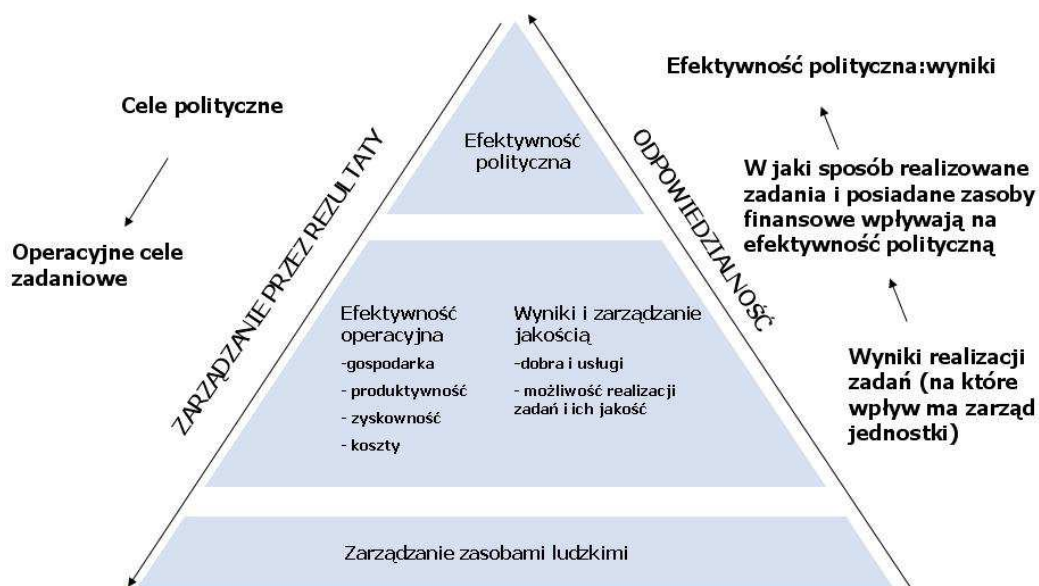 Cele polityczne
Operacyjne cele
zadaniowe
ZARZĄDZANIE PRZEZ REZULTATY
Efektywność
polityczna
Efektywność
operacyjna
-gospodarka
- produktywność
- zyskowność
- koszty
Wyniki i zarządzanie
jakością
-dobra i usługi
- możliwość realizacji
zadań i ich jakość
Zarządzanie zasobami ludzkimi
ODPOWIEDZIALNOŚĆ
Efektywność polityczna:wyniki
W jaki sposób realizowane
zadania i posiadane zasoby
finansowe wpływają na
efektywność polityczną
Wyniki realizacji
zadań (na które
wpływ ma zarząd
jednostki)